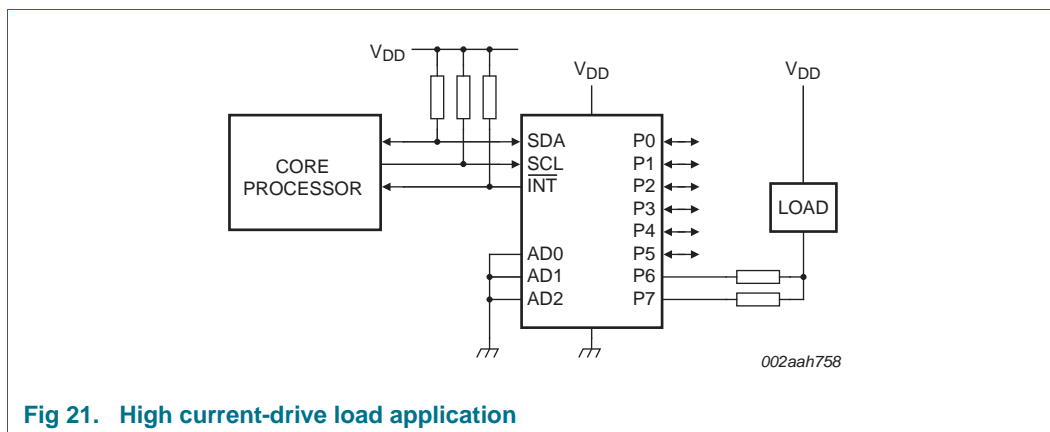 VDD
VDD
VDD
CORE
PROCESSOR
SDA
SCL
INT
AD0
AD1
AD2
P0
P1
P2
P3
P4
P5
P6
P7
LOAD
002aah758
Fig 21. High current-drive load application